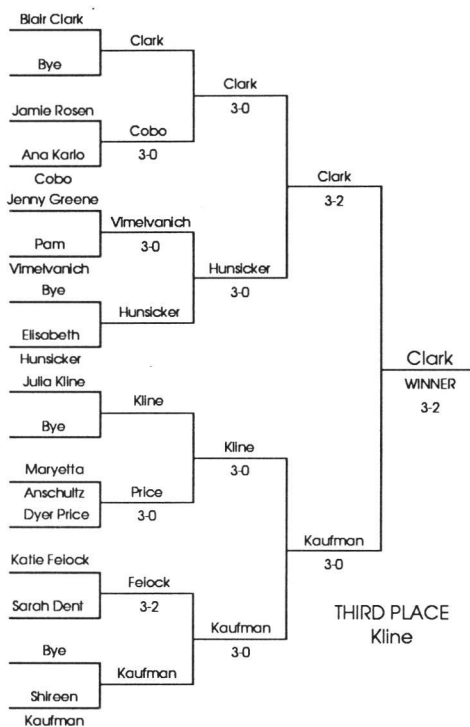 Blair Clark
Clark
Bye
Clark
3-0
Jamie Rosen
Cobo
3-0
Ana Karlo
Cobo
Clark
3-2
Jenny Greene
Vimelvanich
3-0
Pam
Vimelvanich
Hunsicker
3-0
Bye
Hunsicker
Elisabeth
Hunsicker
Clark
WINNER
3-2
Julia Kline
Kline
Bye
Kline
3-0
Maryetta
Anschultz
Price
3-0
Dyer Price
Kaufman
3-0
Katie Feiock
Feiock
3-2
Sarah Dent
Kaufman
3-0
Bye
Kaufman
Shireen
Kaufman
THIRD PLACE
Kline